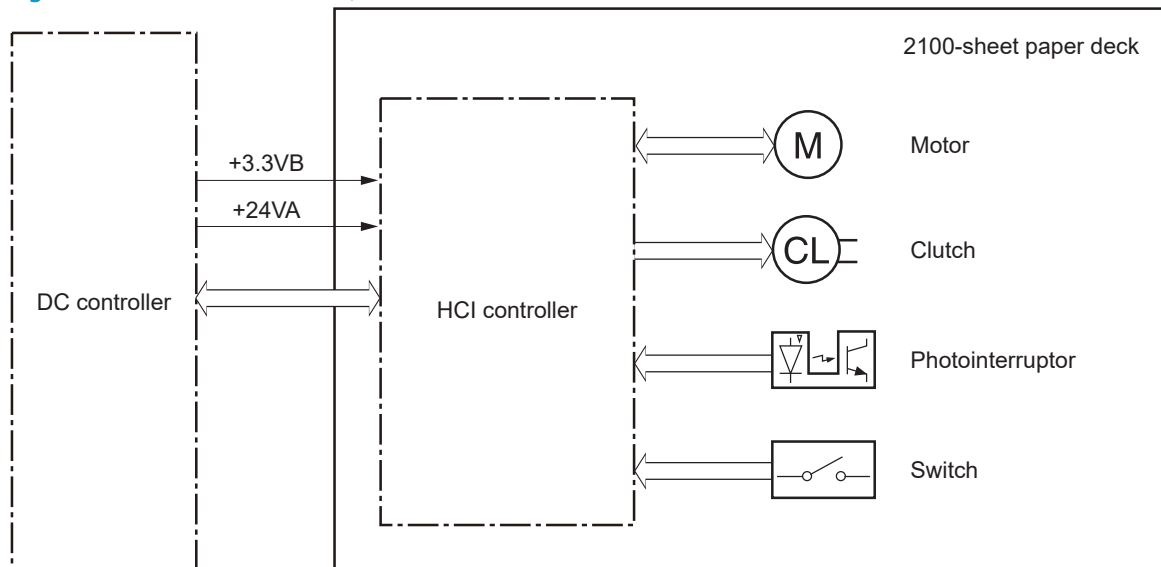 2100-sheet paper deck
Motor
M
+3.3VB
+24VA
CL
Clutch
DC controller
HCI controller
Photointerruptor
Switch